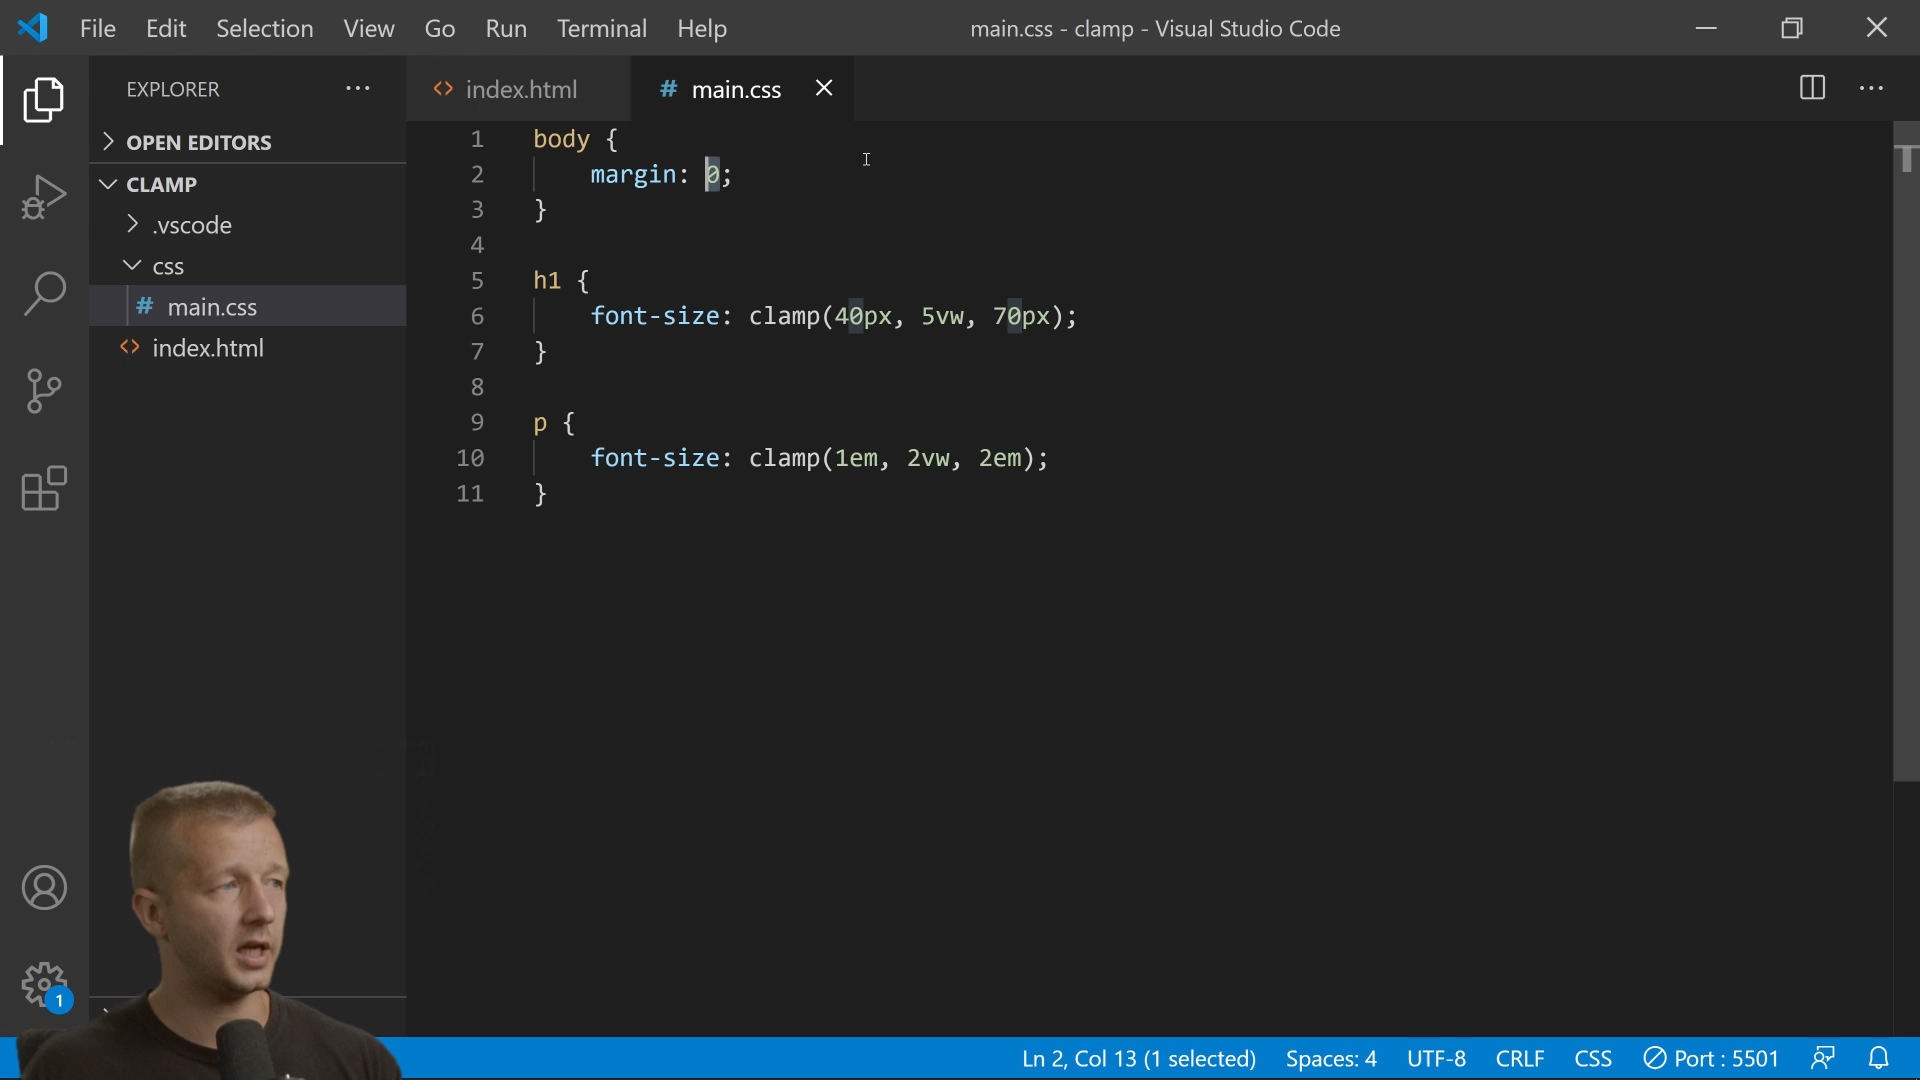 File Edit Selection View Go Run Terminal Help main.css - clamp - Visual Studio Code
EXPLORER
OPEN EDITORS
CLAMP
.vscode
css
# main.css
<> index.html
<> index.html # main.css
1 body {
2 margin: 0;
3 }
4
5 h1 {
6 font-size: clamp(40px, 5vw, 70px);
7 }
8
9 p {
10 font-size: clamp(1em, 2vw, 2em);
11 }
1
Ln 2, Col 13 (1 selected) Spaces: 4 UTF-8 CRLF CSS Port : 5501